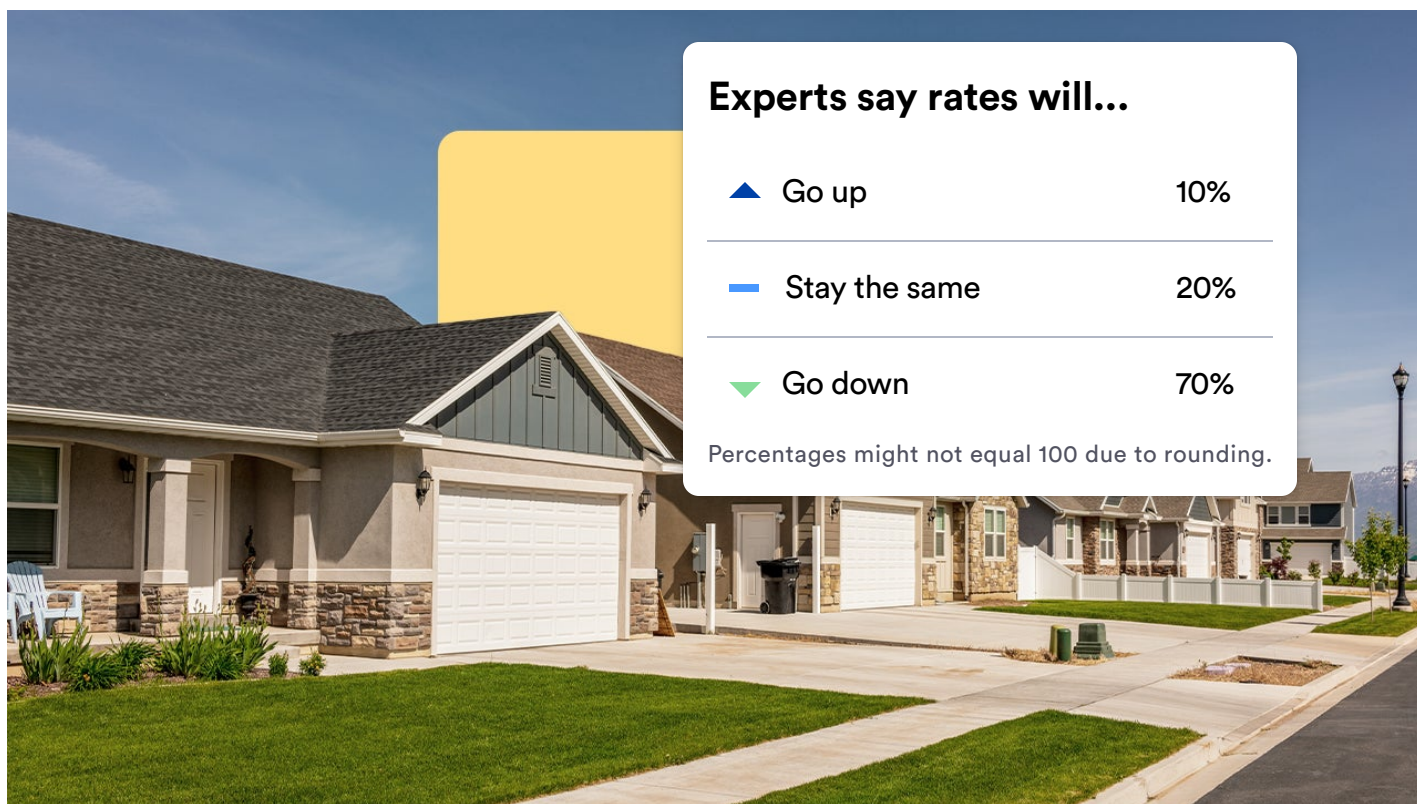 Experts say rates will...
Go up 10%
Stay the same 20%
Go down 70%
Percentages might not equal 100 due to rounding.